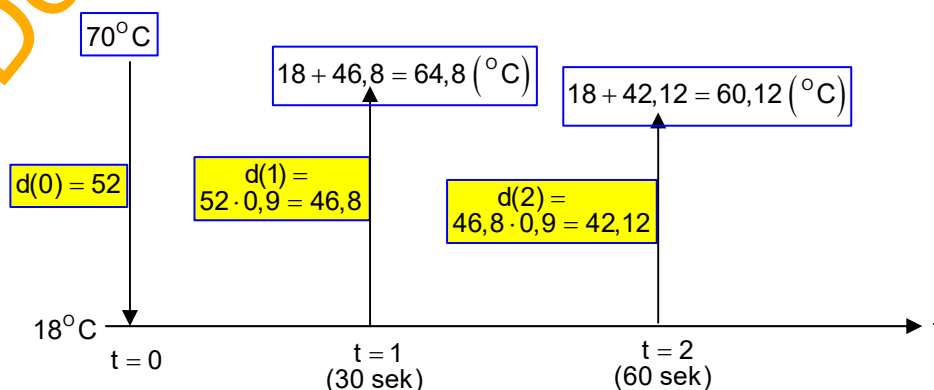 70°C
18 + 46,8 = 64,8 (°C)
18 + 42,12 = 60,12 (°C)
d(0) = 52
d(1) =
52 · 0,9 = 46,8
d(2) =
46,8 · 0,9 = 42,12
18°C
t = 0
t = 1
(30 sek)
t = 2
(60 sek)